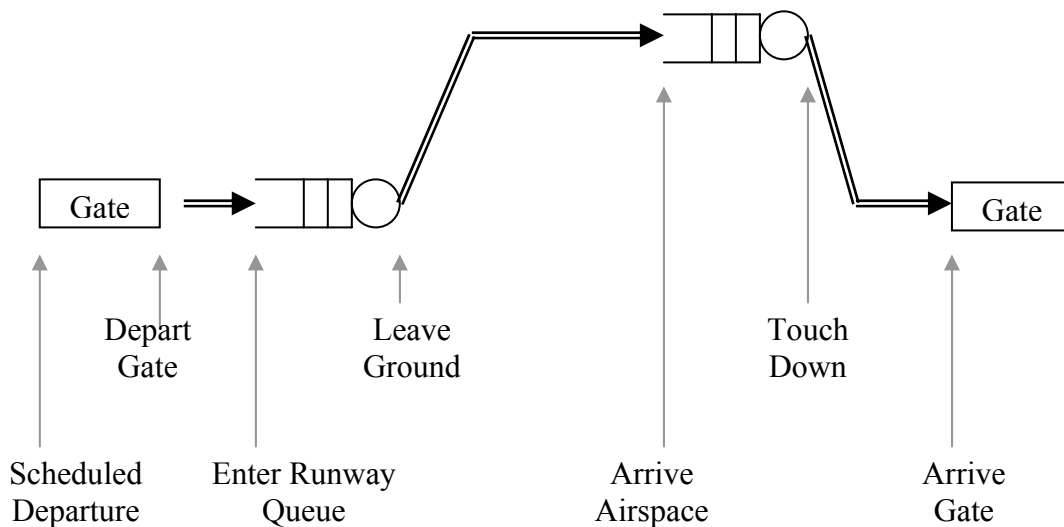 Gate
Gate
Depart
Gate
Leave
Ground
Touch
Down
Scheduled
Departure
Enter Runway
Queue
Arrive
Airspace
Arrive
Gate